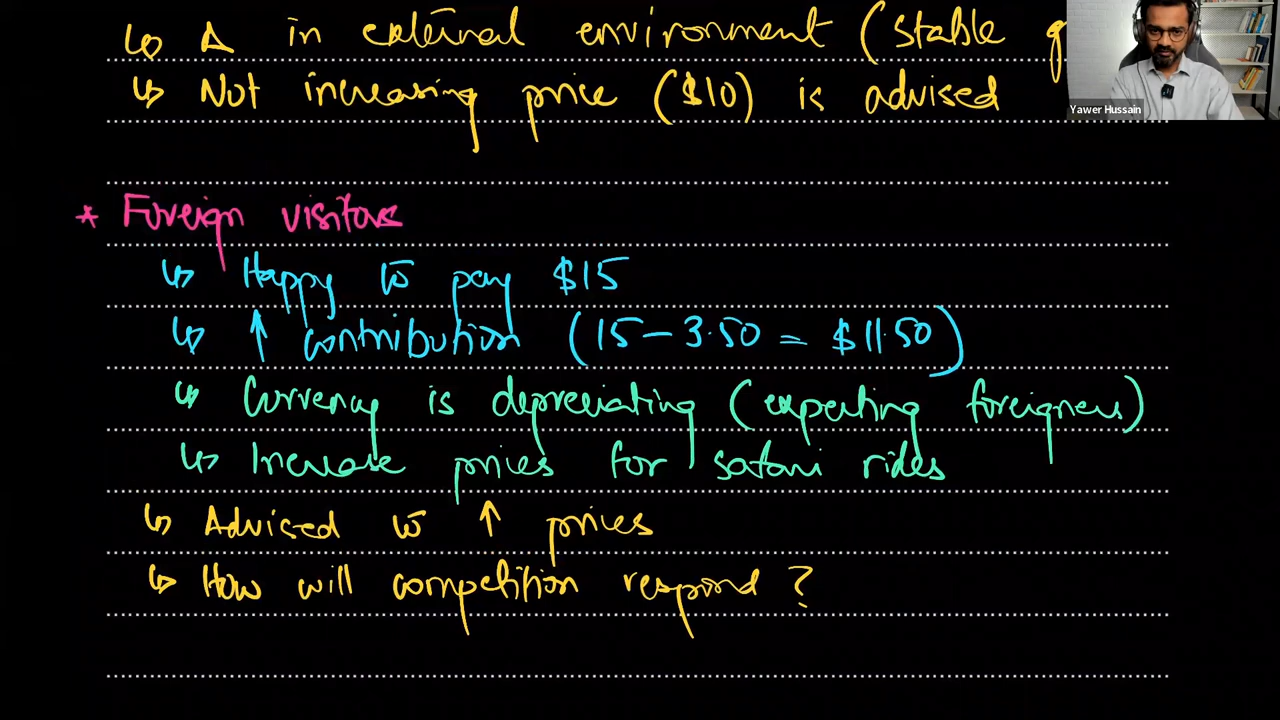 ↳ Δ in external environment (stable
↳ Not increasing price ($10) is advised
Yawer Hussain
* Foreign visitors
↳ Happy to pay $15
↳ ↑ contribution (15 - 3.50 = $11.50)
↳ Currency is depreciating (expecting foreigners)
↳ Increase prices for safari rides
↳ Advised to ↑ prices
↳ How will competition respond?